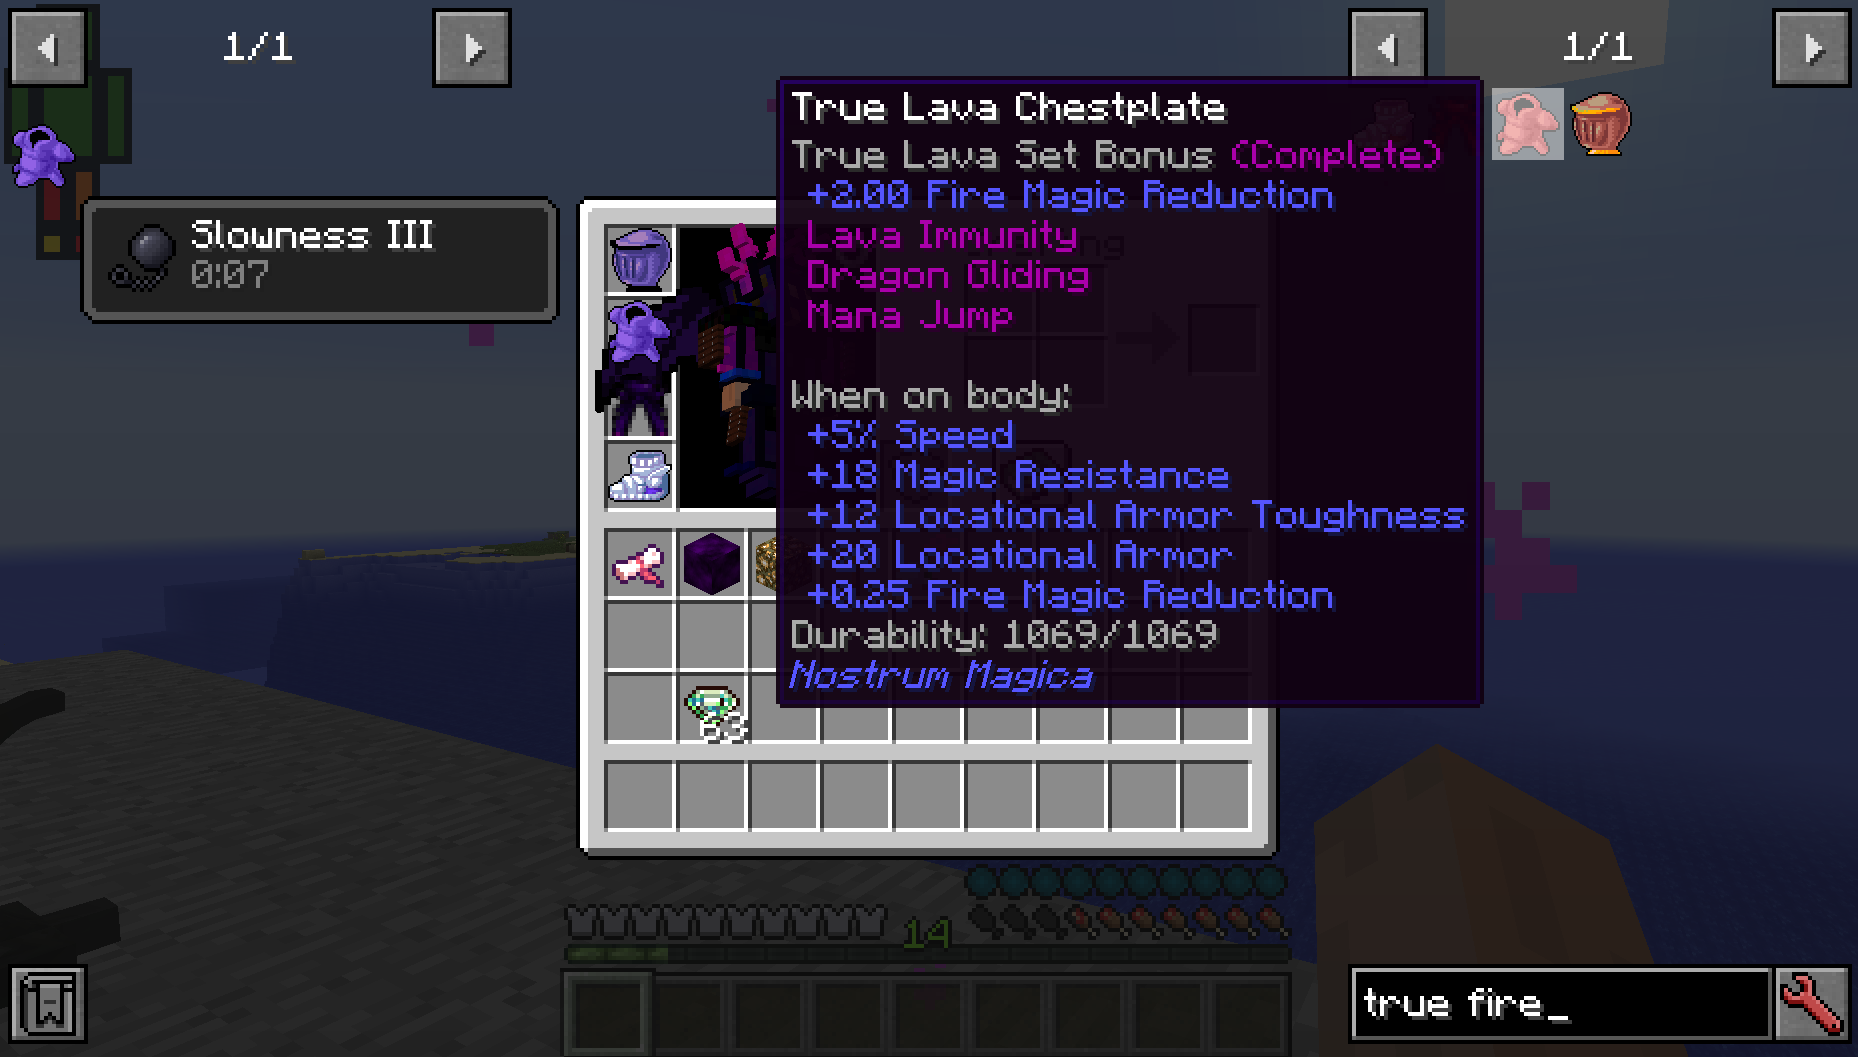 1/1
1/1
True Lava Chestplate
True Lava Set Bonus (Complete)
+2.00 Fire Magic Reduction
Lava Immunity
Dragon Gliding
Mana Jump
When on body:
+5% Speed
+18 Magic Resistance
+12 Locational Armor Toughness
+20 Locational Armor
+0.25 Fire Magic Reduction
Durability: 1069/1069
Nostrum Magica
Slowness III
0:07
14
true fire_